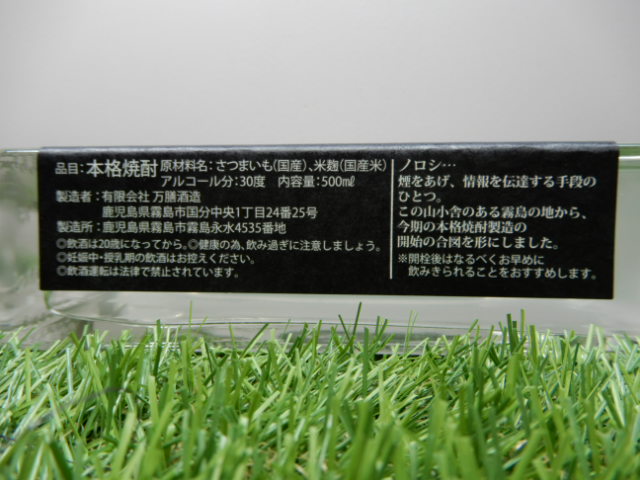 品目：本格焼酎 原材料名：さつまいも(国産)、米麹(国産米)
アルコール分：30度 内容量：500mℓ
製造者：有限会社 万膳酒造
鹿児島県霧島市国分中央1丁目24番25号
製造所：鹿児島県霧島市霧島永水4535番地
◎飲酒は20歳になってから。◎健康の為、飲み過ぎに注意しましょう。
◎妊娠中・授乳期の飲酒はお控えください。
◎飲酒運転は法律で禁止されています。
ノロシ…
煙をあげ、情報を伝達する手段の
ひとつ。
この山小舎のある霧島の地から、
今期の本格焼酎製造の
開始の合図を形にしました。
※開栓後はなるべくお早めに
飲みきられることをおすすめします。